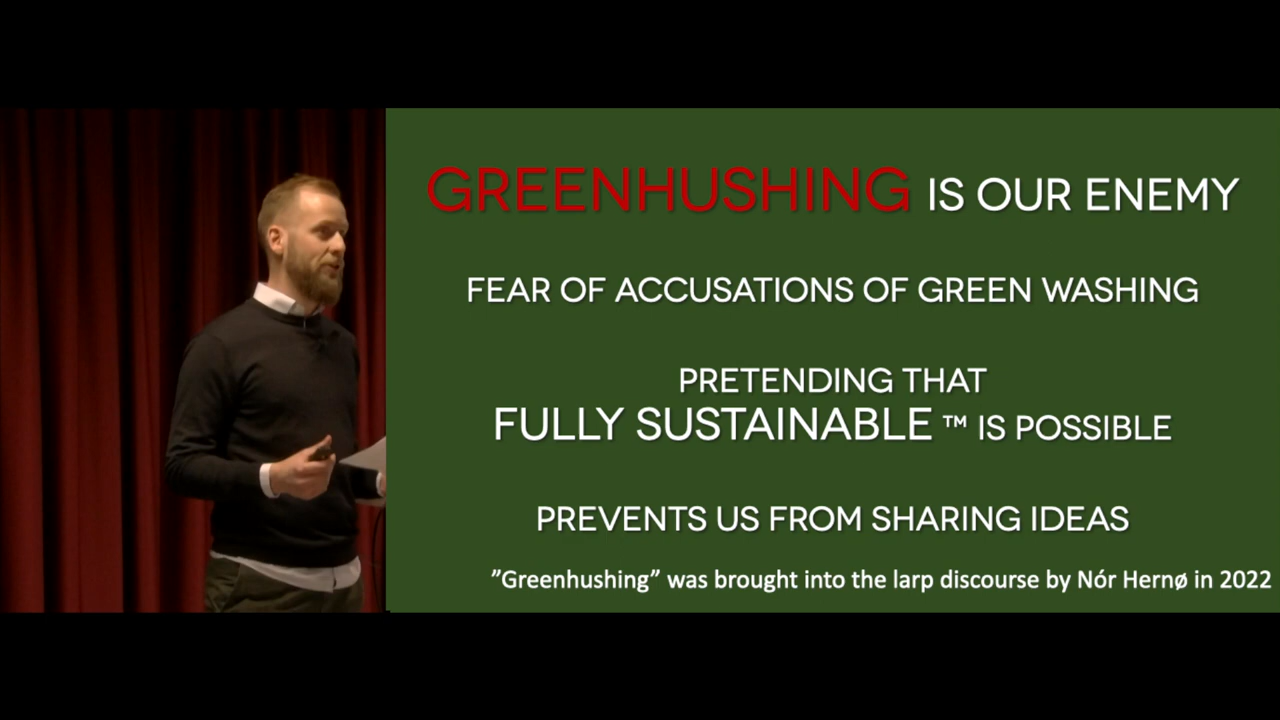 GREENHUSHING IS OUR ENEMY
FEAR OF ACCUSATIONS OF GREEN WASHING
PRETENDING THAT
FULLY SUSTAINABLE ™ IS POSSIBLE
PREVENTS US FROM SHARING IDEAS
”Greenhushing” was brought into the larp discourse by Nór Hernø in 2022